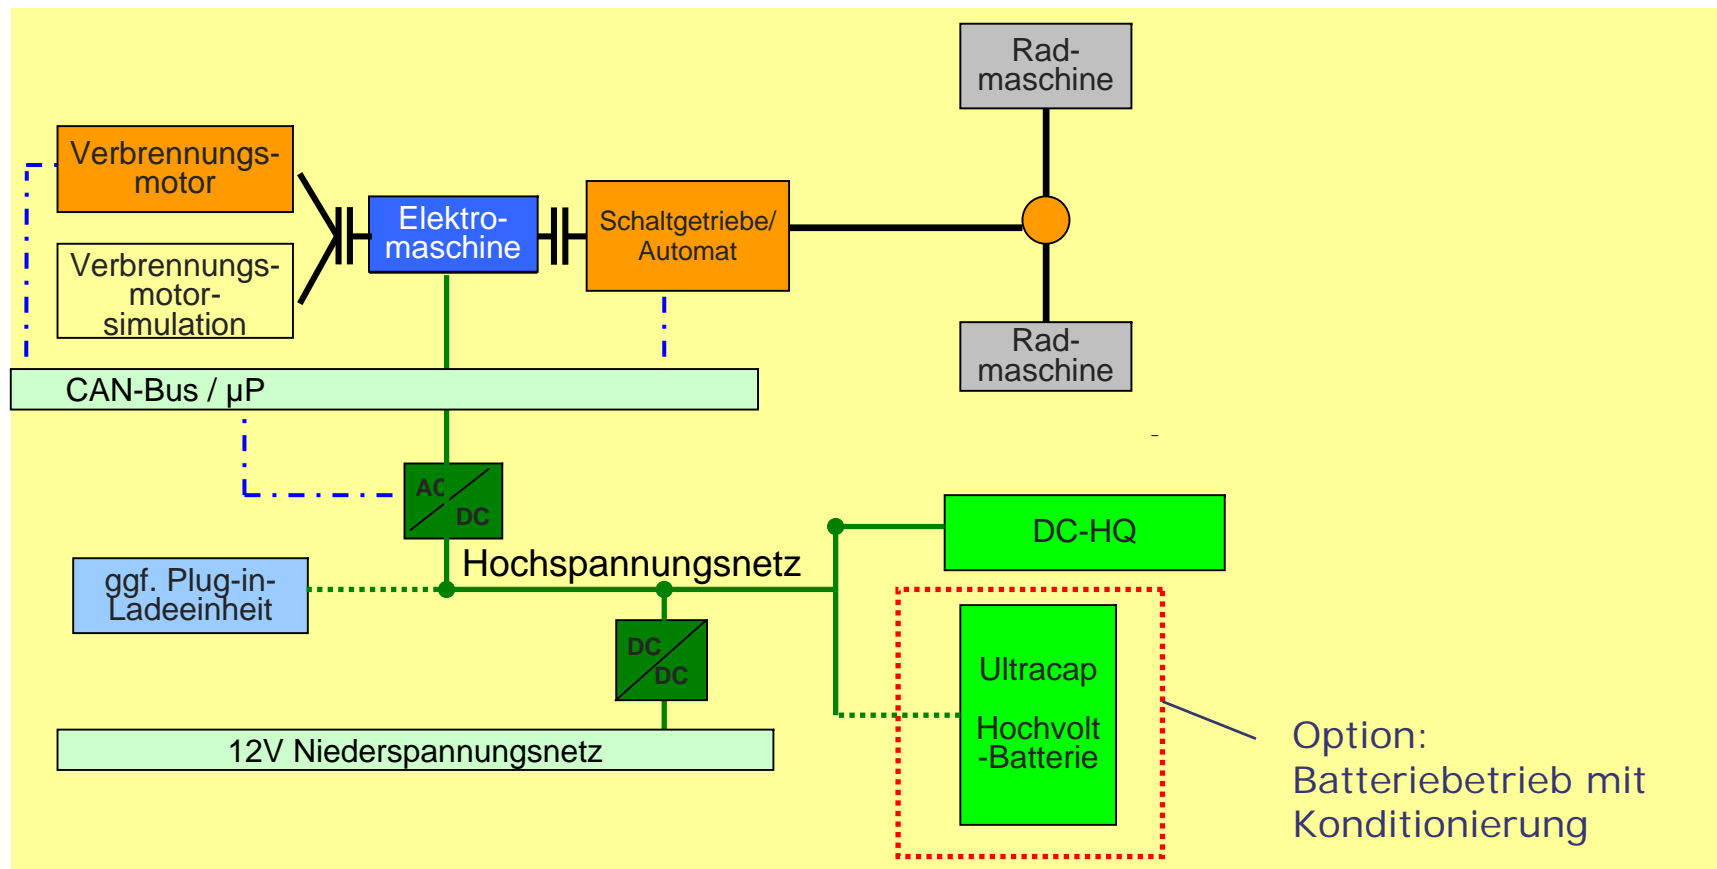 Rad-
maschine
Verbrennungs-
motor
Elektro-
maschine
Schaltgetriebe/
Automat
Verbrennungs-
motor-
simulation
Rad-
maschine
CAN-Bus / µP
AC
DC
DC-HQ
Hochspannungsnetz
ggf. Plug-in-
Ladeeinheit
DC
DC
Ultracap
Hochvolt
-Batterie
12V Niederspannungsnetz
Option:
Batteriebetrieb mit
Konditionierung